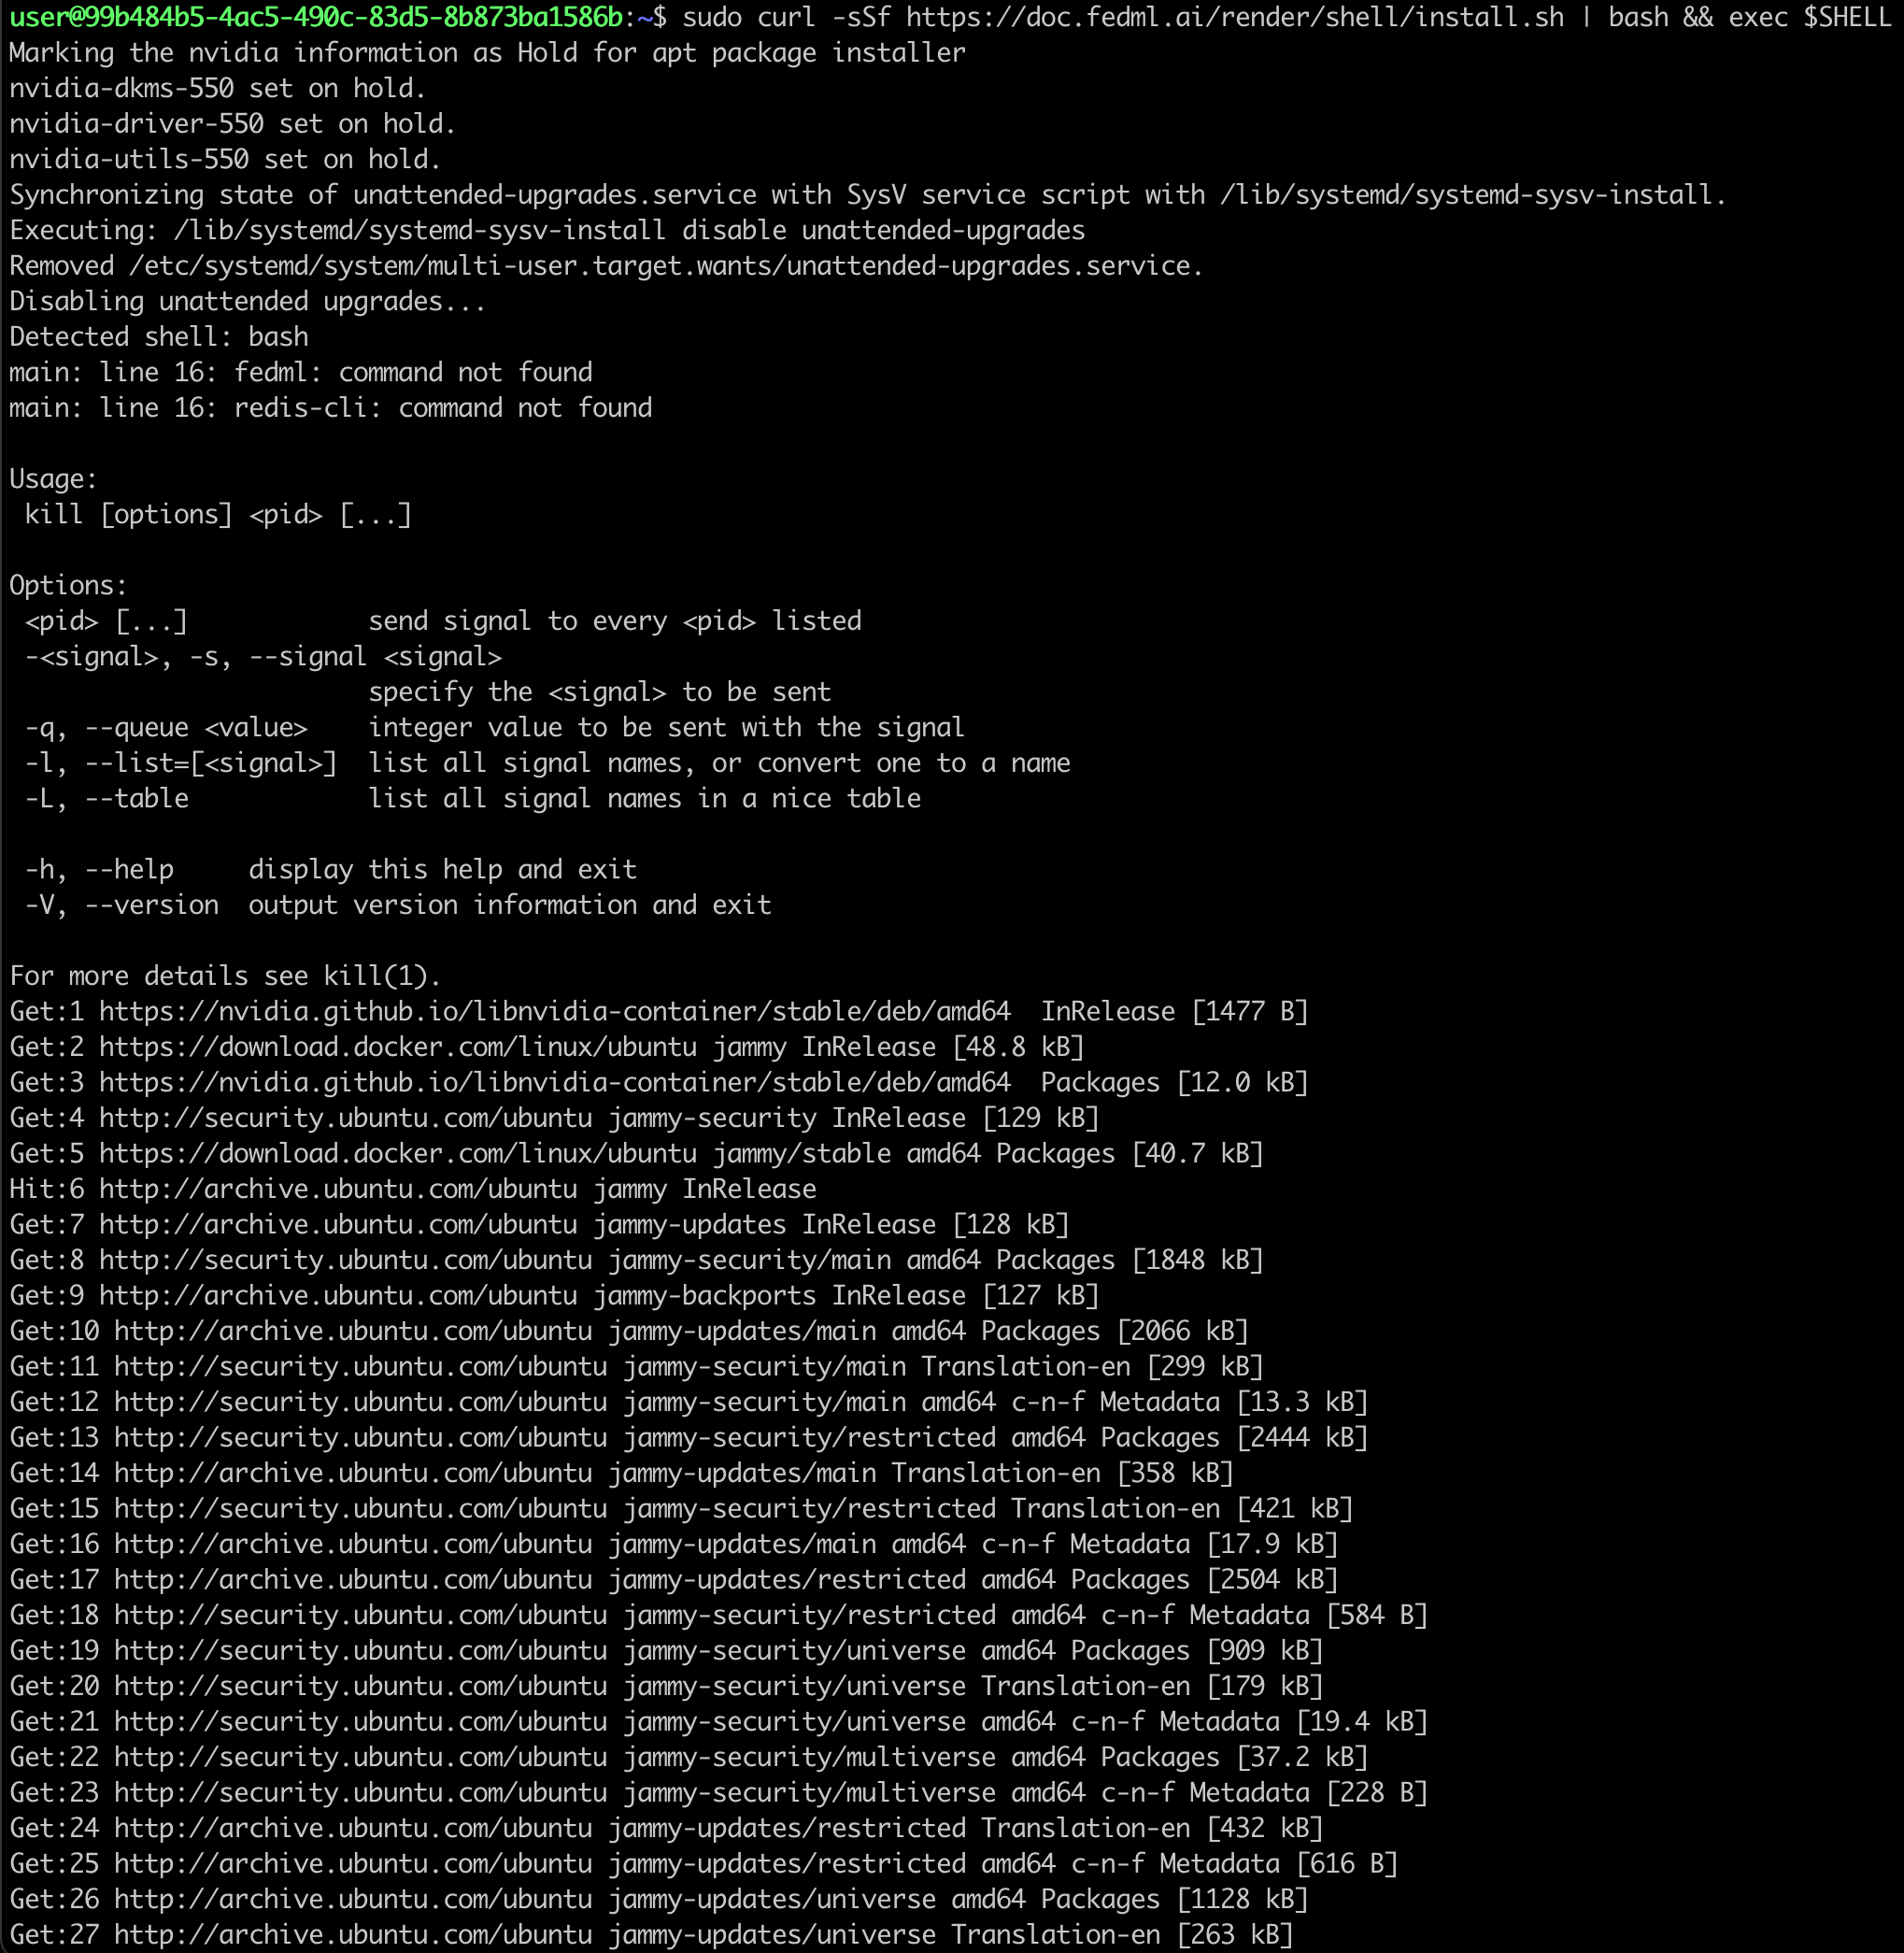 user@99b484b5-4ac5-490c-83d5-8b873ba1586b:~$ sudo curl -sSf https://doc.fedml.ai/render/shell/install.sh | bash && exec $SHELL
Marking the nvidia information as Hold for apt package installer
nvidia-dkms-550 set on hold.
nvidia-driver-550 set on hold.
nvidia-utils-550 set on hold.
Synchronizing state of unattended-upgrades.service with SysV service script with /lib/systemd/systemd-sysv-install.
Executing: /lib/systemd/systemd-sysv-install disable unattended-upgrades
Removed /etc/systemd/system/multi-user.target.wants/unattended-upgrades.service.
Disabling unattended upgrades...
Detected shell: bash
main: line 16: fedml: command not found
main: line 16: redis-cli: command not found

Usage:
 kill [options] <pid> [...]

Options:
 <pid> [...]            send signal to every <pid> listed
 -<signal>, -s, --signal <signal>
                        specify the <signal> to be sent
 -q, --queue <value>    integer value to be sent with the signal
 -l, --list=[<signal>]  list all signal names, or convert one to a name
 -L, --table            list all signal names in a nice table

 -h, --help     display this help and exit
 -V, --version  output version information and exit

For more details see kill(1).
Get:1 https://nvidia.github.io/libnvidia-container/stable/deb/amd64  InRelease [1477 B]
Get:2 https://download.docker.com/linux/ubuntu jammy InRelease [48.8 kB]
Get:3 https://nvidia.github.io/libnvidia-container/stable/deb/amd64  Packages [12.0 kB]
Get:4 http://security.ubuntu.com/ubuntu jammy-security InRelease [129 kB]
Get:5 https://download.docker.com/linux/ubuntu jammy/stable amd64 Packages [40.7 kB]
Hit:6 http://archive.ubuntu.com/ubuntu jammy InRelease
Get:7 http://archive.ubuntu.com/ubuntu jammy-updates InRelease [128 kB]
Get:8 http://security.ubuntu.com/ubuntu jammy-security/main amd64 Packages [1848 kB]
Get:9 http://archive.ubuntu.com/ubuntu jammy-backports InRelease [127 kB]
Get:10 http://archive.ubuntu.com/ubuntu jammy-updates/main amd64 Packages [2066 kB]
Get:11 http://security.ubuntu.com/ubuntu jammy-security/main Translation-en [299 kB]
Get:12 http://security.ubuntu.com/ubuntu jammy-security/main amd64 c-n-f Metadata [13.3 kB]
Get:13 http://security.ubuntu.com/ubuntu jammy-security/restricted amd64 Packages [2444 kB]
Get:14 http://archive.ubuntu.com/ubuntu jammy-updates/main Translation-en [358 kB]
Get:15 http://security.ubuntu.com/ubuntu jammy-security/restricted Translation-en [421 kB]
Get:16 http://archive.ubuntu.com/ubuntu jammy-updates/main amd64 c-n-f Metadata [17.9 kB]
Get:17 http://archive.ubuntu.com/ubuntu jammy-updates/restricted amd64 Packages [2504 kB]
Get:18 http://security.ubuntu.com/ubuntu jammy-security/restricted amd64 c-n-f Metadata [584 B]
Get:19 http://security.ubuntu.com/ubuntu jammy-security/universe amd64 Packages [909 kB]
Get:20 http://security.ubuntu.com/ubuntu jammy-security/universe Translation-en [179 kB]
Get:21 http://security.ubuntu.com/ubuntu jammy-security/universe amd64 c-n-f Metadata [19.4 kB]
Get:22 http://security.ubuntu.com/ubuntu jammy-security/multiverse amd64 Packages [37.2 kB]
Get:23 http://security.ubuntu.com/ubuntu jammy-security/multiverse amd64 c-n-f Metadata [228 B]
Get:24 http://archive.ubuntu.com/ubuntu jammy-updates/restricted Translation-en [432 kB]
Get:25 http://archive.ubuntu.com/ubuntu jammy-updates/restricted amd64 c-n-f Metadata [616 B]
Get:26 http://archive.ubuntu.com/ubuntu jammy-updates/universe amd64 Packages [1128 kB]
Get:27 http://archive.ubuntu.com/ubuntu jammy-updates/universe Translation-en [263 kB]